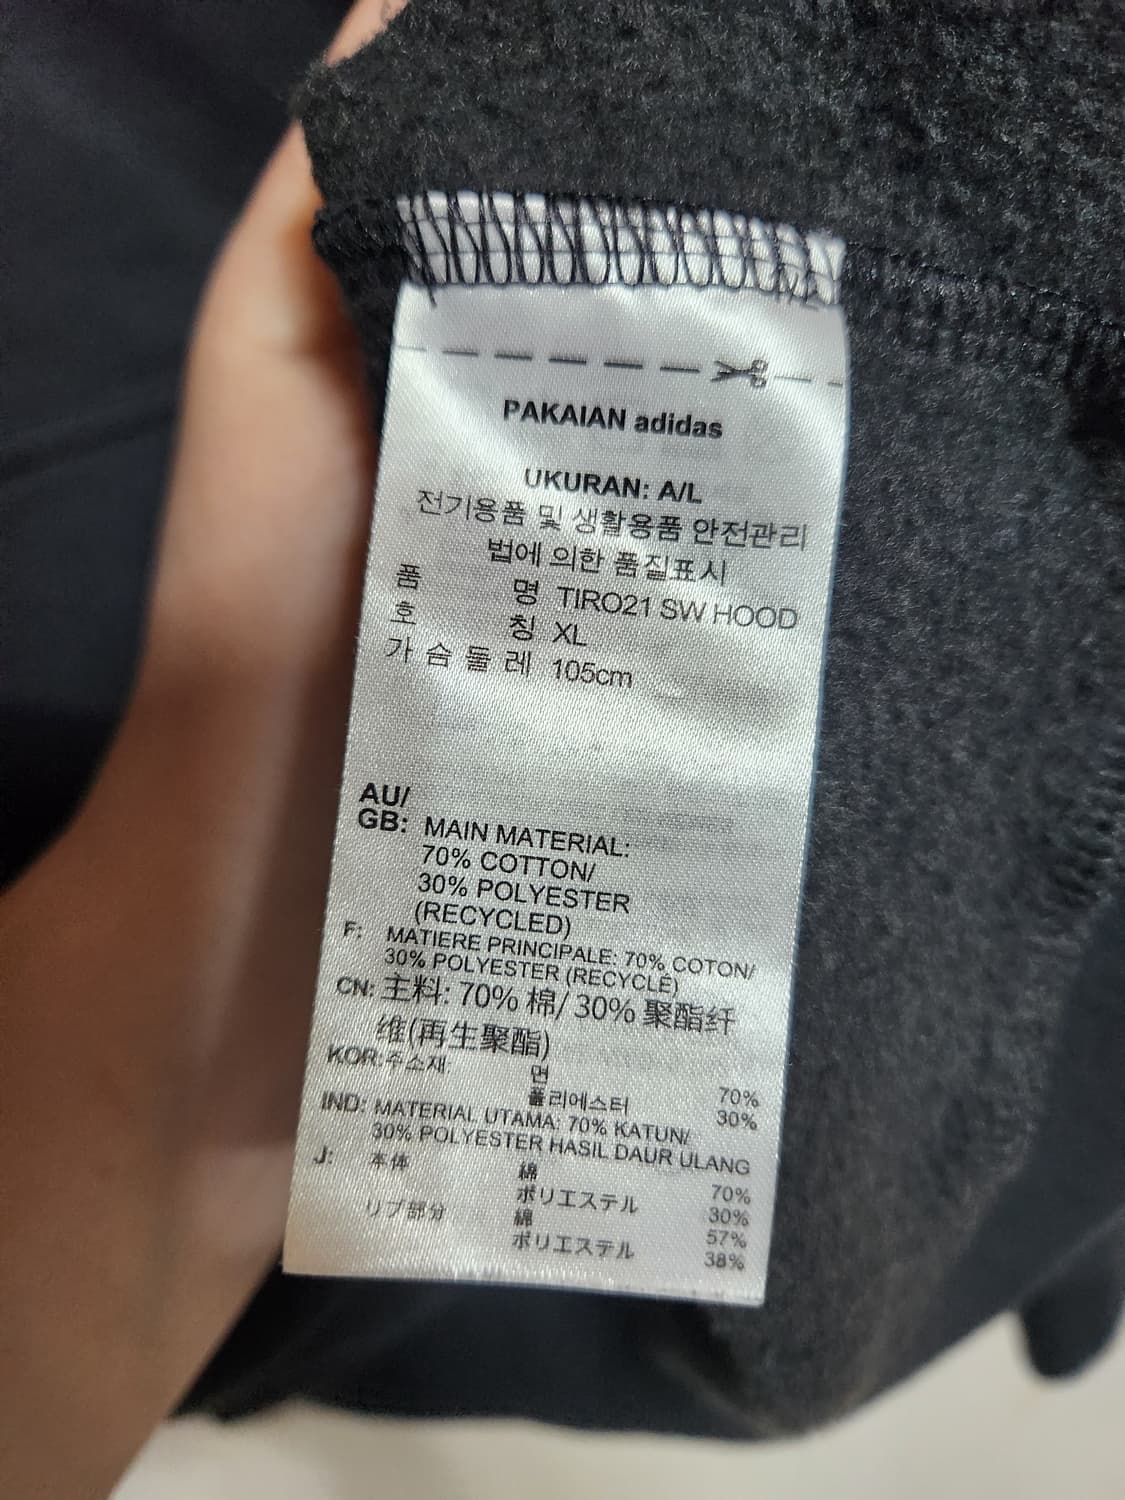 PAKAIAN adidas
UKURAN: A/L
전기용품 및 생활용품 안전관리
법에 의한 품질표시
품 명 TIRO21 SW HOOD
호 칭 XL
가 슴 둘 레 105cm
AU/
GB: MAIN MATERIAL:
70% COTTON/
30% POLYESTER
(RECYCLED)
F: MATIERE PRINCIPALE: 70% COTON/
30% POLYESTER (RECYCLÉ)
CN: 主料: 70% 棉/ 30% 聚酯纤
维(再生聚酯)
KOR:주소재: 면 70%
폴리에스터 30%
IND: MATERIAL UTAMA: 70% KATUN/
30% POLYESTER HASIL DAUR ULANG
J: 本体 綿 70%
ポリエステル 30%
リブ部分 綿 57%
ポリエステル 38%